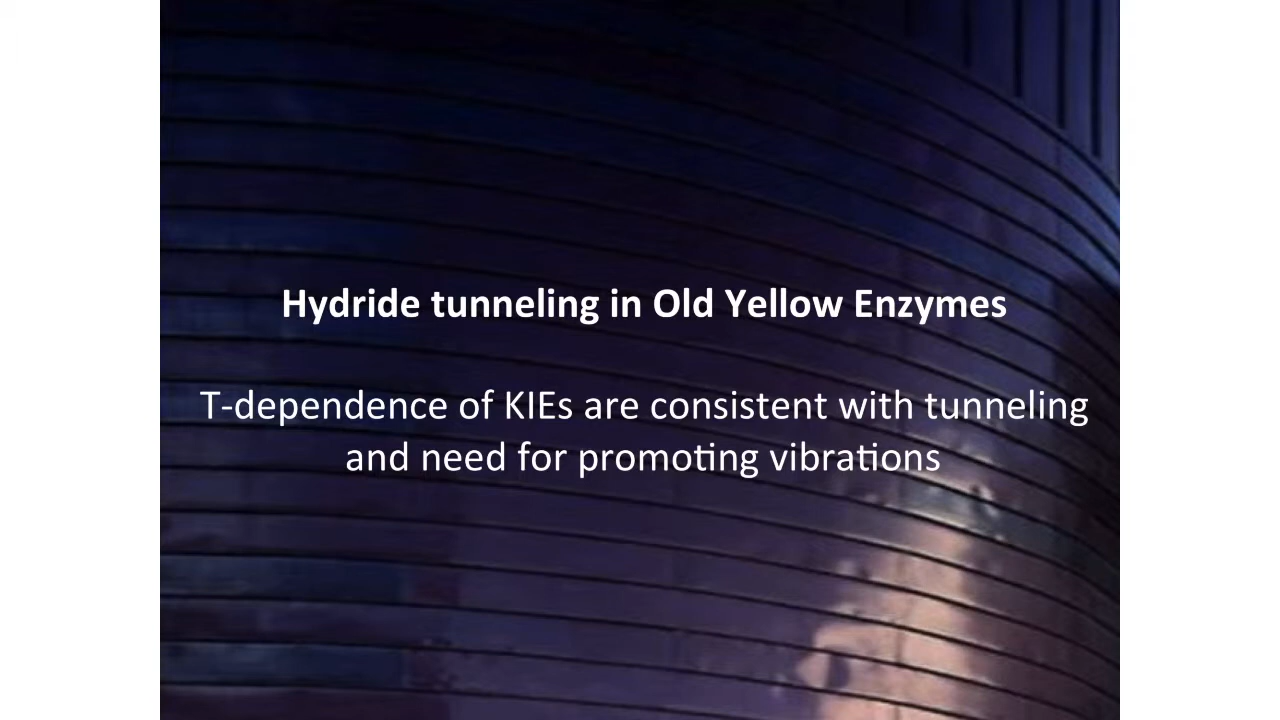 Hydride tunneling in Old Yellow Enzymes
T-dependence of KIEs are consistent with tunneling
and need for promoting vibrations